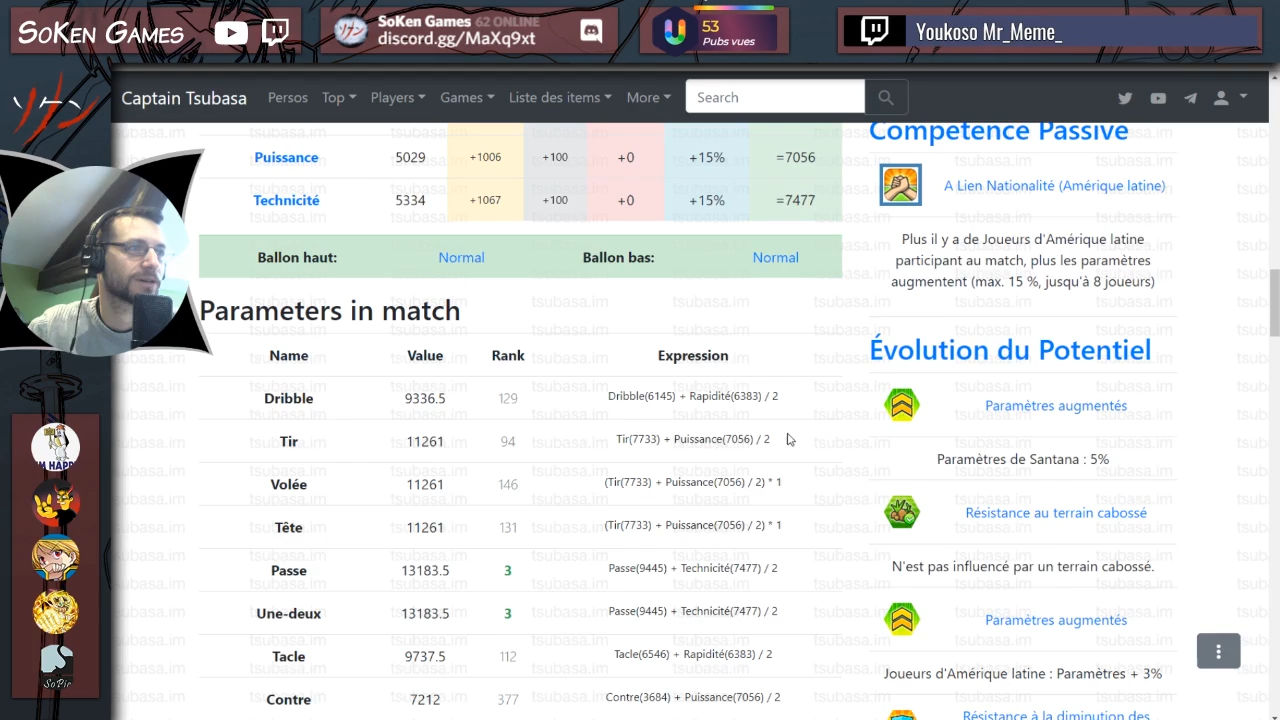 SoKen Games
SoKen Games 62 ONLINE
discord.gg/MaXq9xt
53
Pubs vues
Youkoso Mr_Meme_
Captain Tsubasa Persos Top Players Games Liste des items More Search
Puissance 5029 +1006 +100 +0 +15% =7056
Technicité 5334 +1067 +100 +0 +15% =7477
Ballon haut: Normal Ballon bas: Normal
Parameters in match
Name Value Rank Expression
Dribble 9336.5 129 Dribble(6145) + Rapidité(6383) / 2
Tir 11261 94 Tir(7733) + Puissance(7056) / 2
Volée 11261 146 (Tir(7733) + Puissance(7056) / 2) * 1
Tête 11261 131 (Tir(7733) + Puissance(7056) / 2) * 1
Passe 13183.5 3 Passe(9445) + Technicité(7477) / 2
Une-deux 13183.5 3 Passe(9445) + Technicité(7477) / 2
Tacle 9737.5 112 Tacle(6546) + Rapidité(6383) / 2
Contre 7212 377 Contre(3684) + Puissance(7056) / 2
Compétence Passive
A Lien Nationalité (Amérique latine)
Plus il y a de Joueurs d'Amérique latine
participant au match, plus les paramètres
augmentent (max. 15 %, jusqu'à 8 joueurs)
Évolution du Potentiel
Paramètres augmentés
Paramètres de Santana : 5%
Résistance au terrain cabossé
N'est pas influencé par un terrain cabossé.
Paramètres augmentés
Joueurs d'Amérique latine : Paramètres + 3%
Résistance à la diminution des
tsubasa.im
SoPic